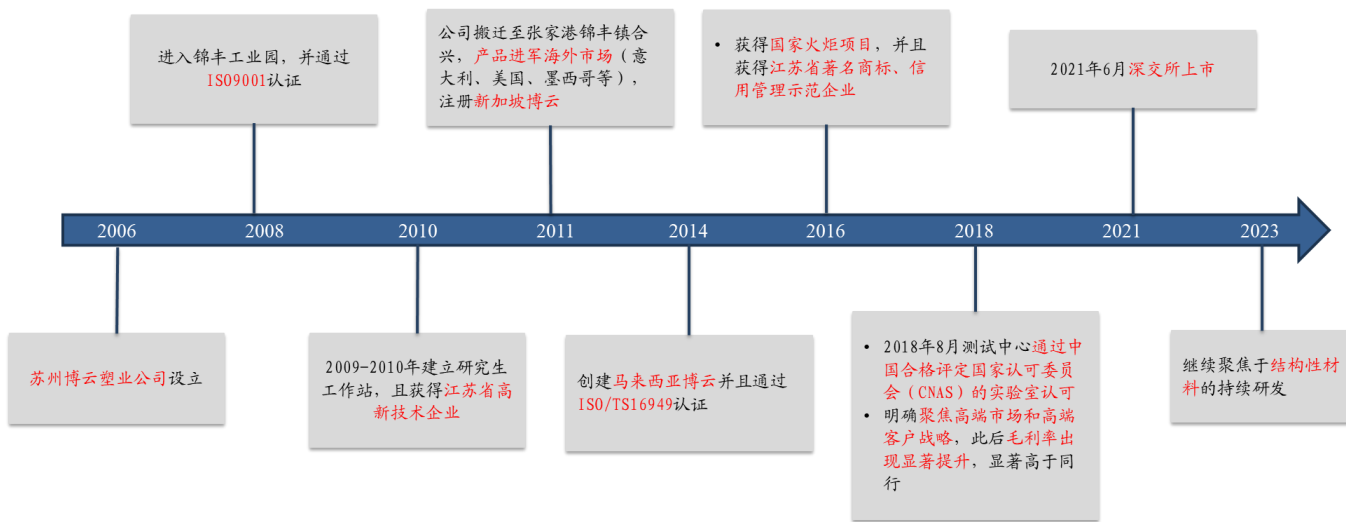 进入锦丰工业园，并通过
ISO9001认证
公司搬迁至张家港锦丰镇合
兴，产品进军海外市场（意
大利、美国、墨西哥等），
注册新加坡博云
• 获得国家火炬项目，并且
获得江苏省著名商标、信
用管理示范企业
2021年6月深交所上市
2006 2008 2010 2011 2014 2016 2018 2021 2023
苏州博云塑业公司设立
2009-2010年建立研究生
工作站，且获得江苏省高
新技术企业
创建马来西亚博云并且通过
ISO/TS16949认证
• 2018年8月测试中心通过中
国合格评定国家认可委员
会（CNAS）的实验室认可
• 明确聚焦高端市场和高端
客户战略，此后毛利率出
现显著提升，显著高于同
行
继续聚焦于结构性材
料的持续研发